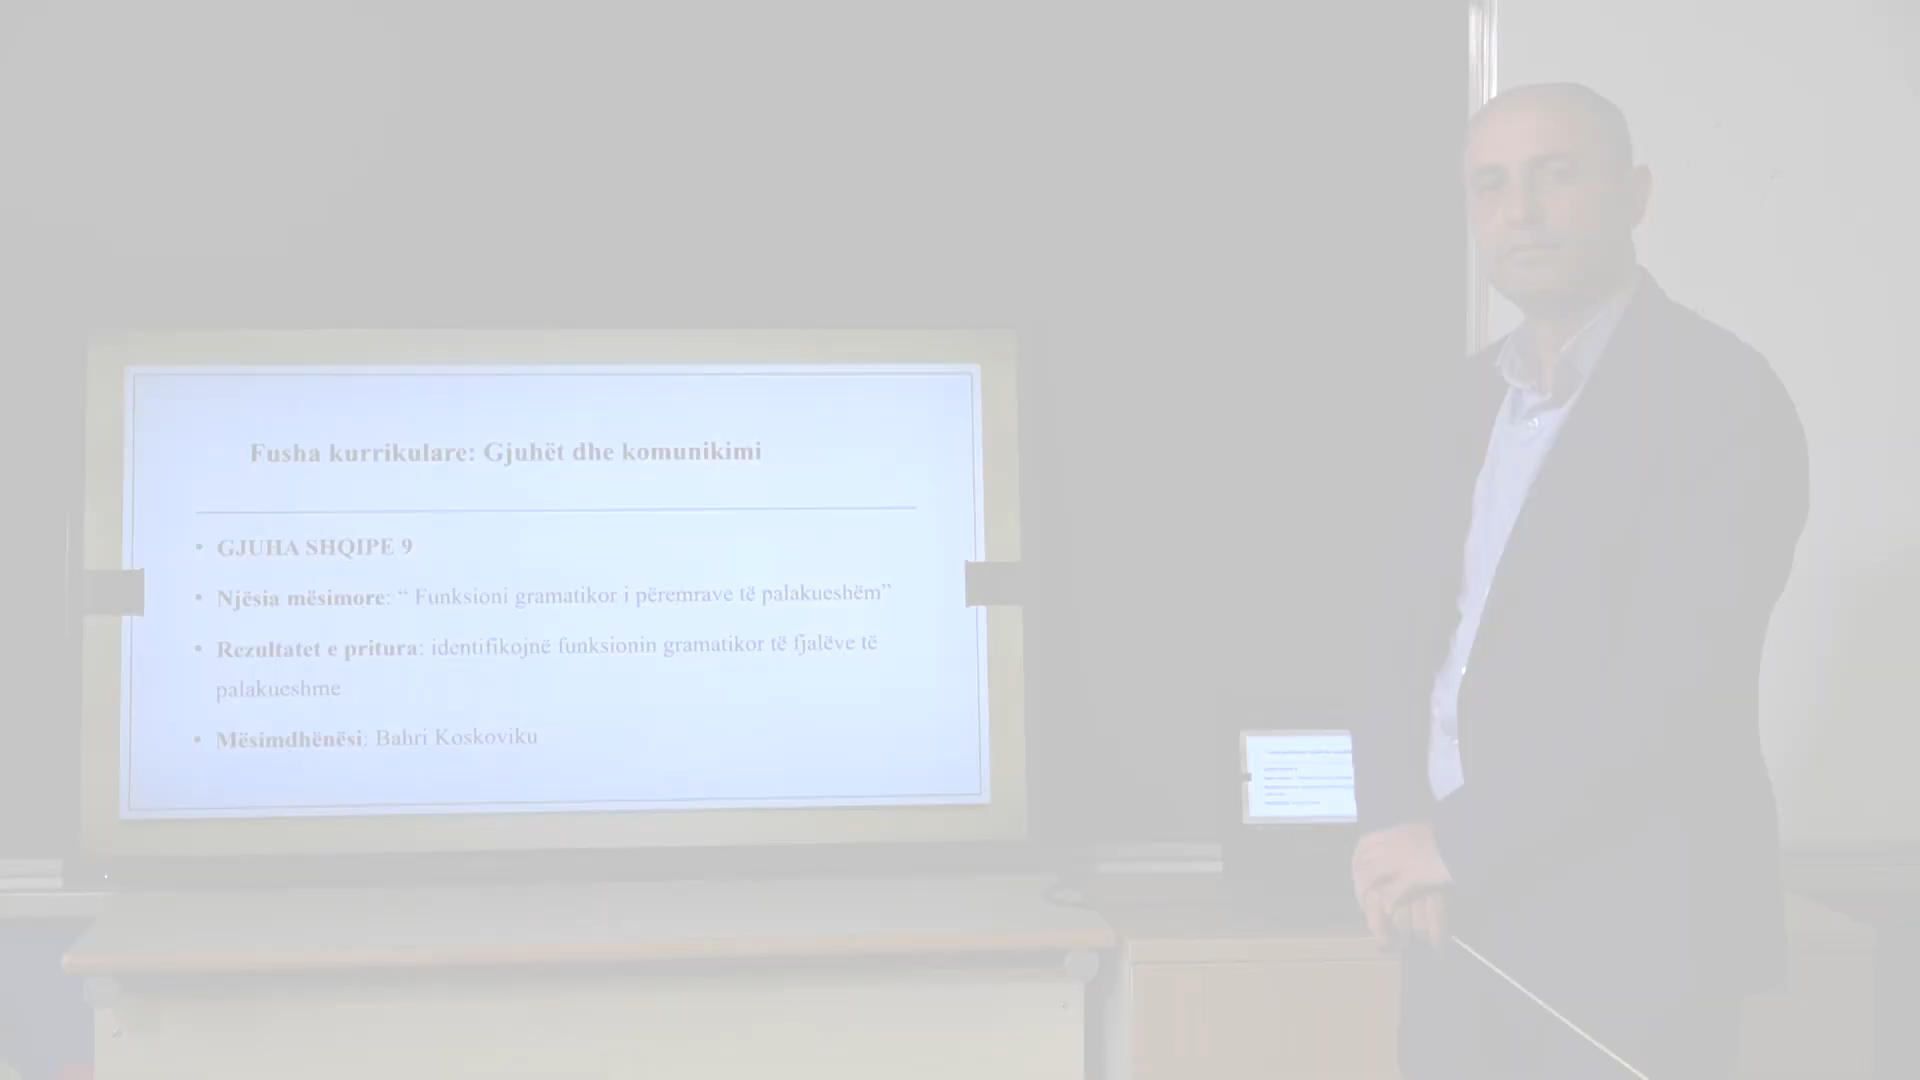 Fusha kurrikulare: Gjuhët dhe komunikimi
• GJUHA SHQIPE 9
• Njësia mësimore: “ Funksioni gramatikor i përemrave të palakueshëm”
• Rezultatet e pritura: identifikojnë funksionin gramatikor të fjalëve të
palakueshme
• Mësimdhënësi: Bahri Koskoviku